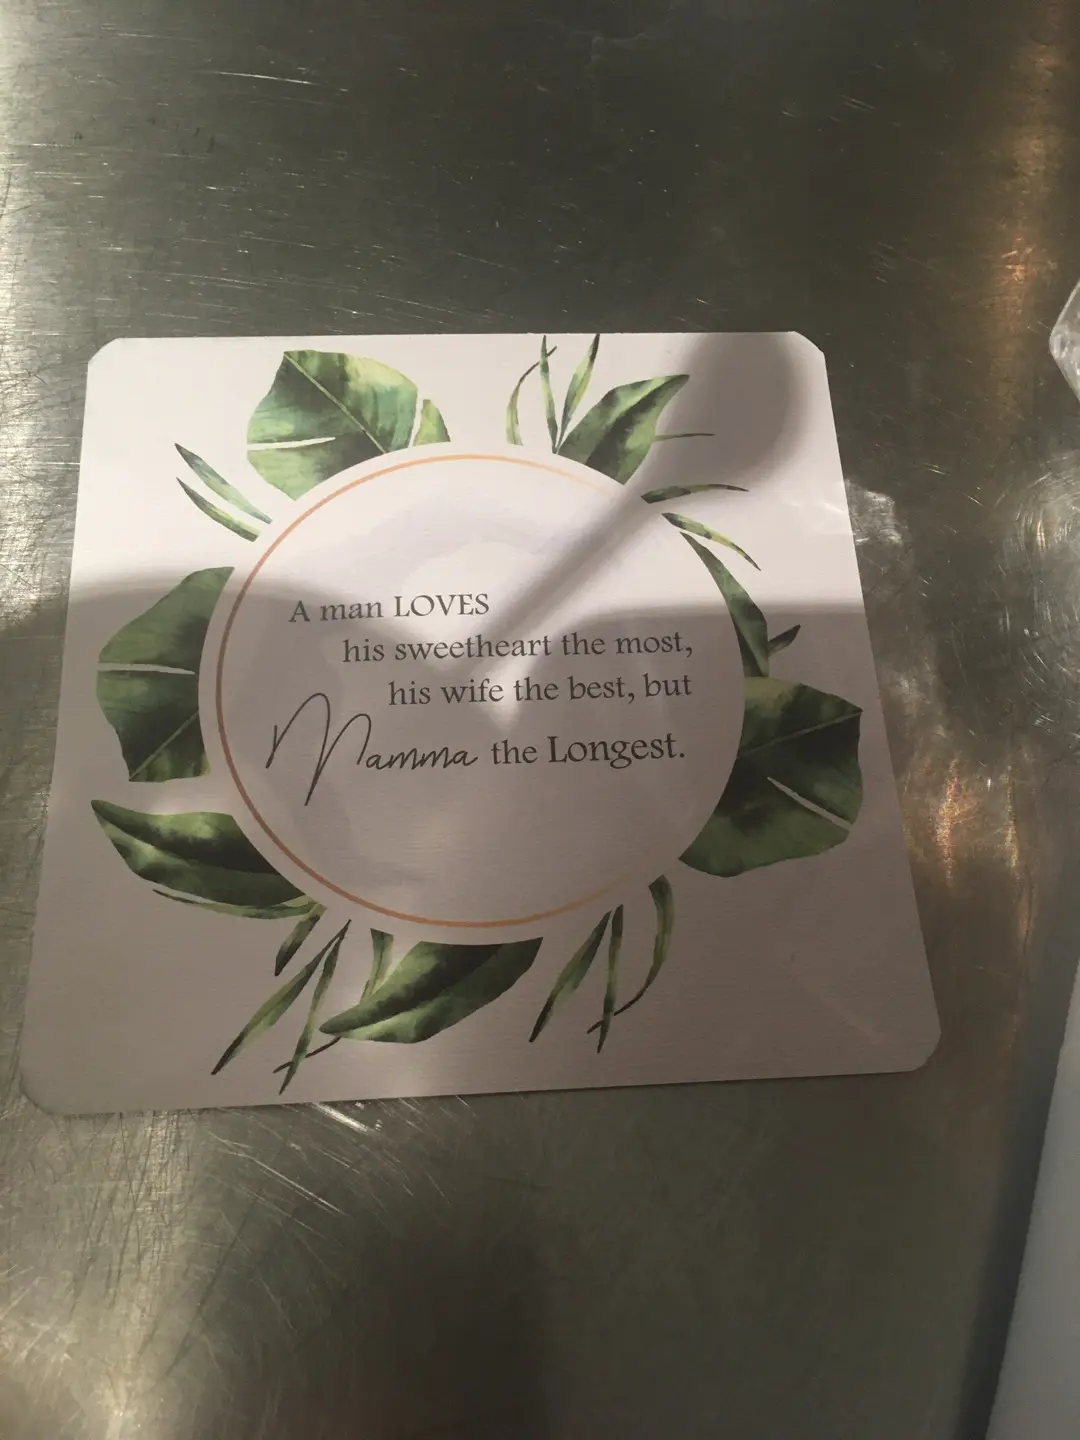 A man LOVES
his sweetheart the most,
his wife the best, but
Mamma the Longest.